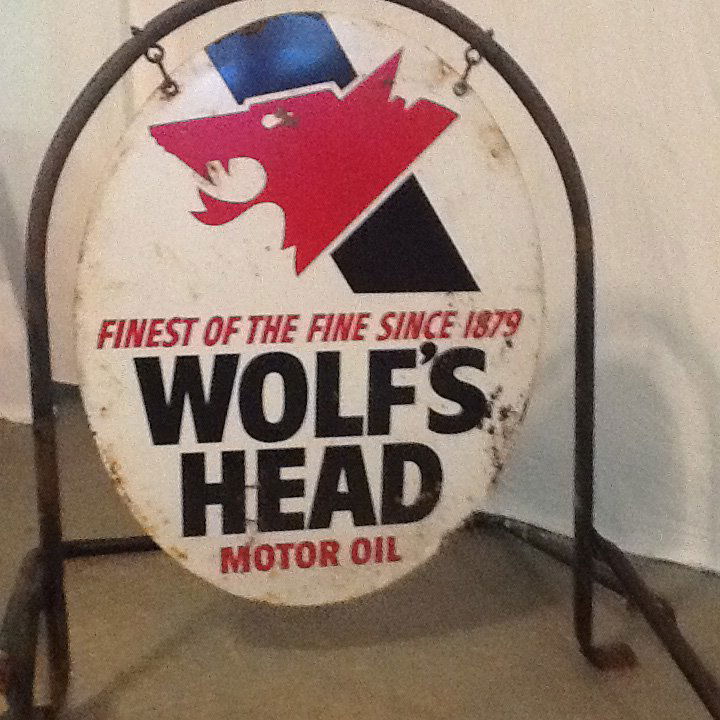 FINEST OF THE FINE SINCE 1879
WOLF'S
HEAD
MOTOR OIL